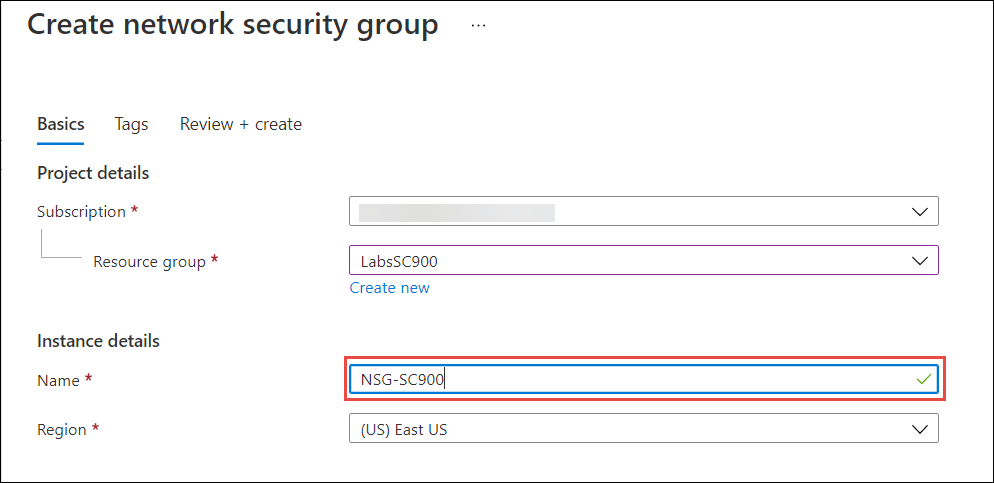 Create network security group ...
Basics Tags Review + create
Project details
Subscription *
Resource group * LabsSC900
Create new
Instance details
Name * NSG-SC900
Region * (US) East US